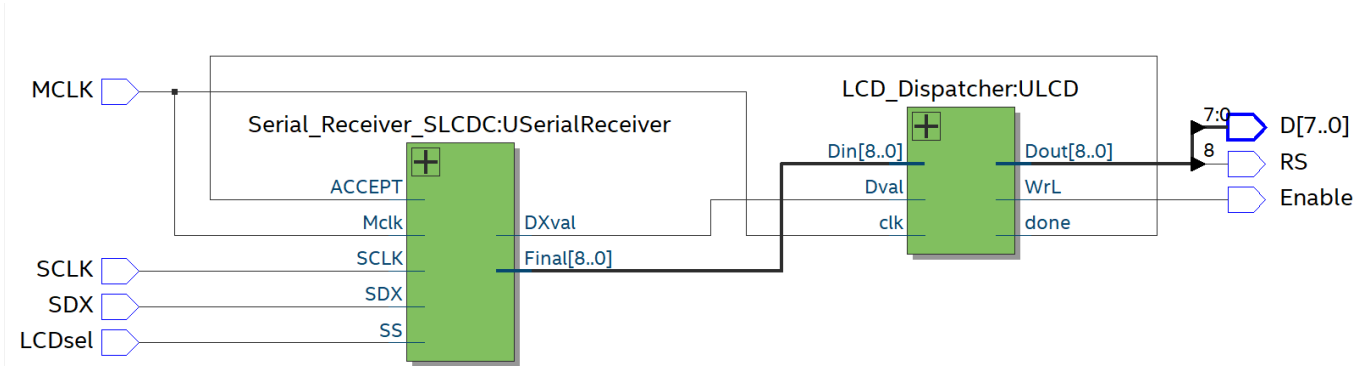 MCLK
LCD_Dispatcher:ULCD
Serial_Receiver_SLCDC:USerialReceiver
7:0
D[7..0]
Din[8..0]
Dout[8..0]
8
RS
ACCEPT
Dval
WrL
Enable
Mclk
DXval
clk
done
SCLK
SCLK
Final[8..0]
SDX
SDX
LCDsel
SS